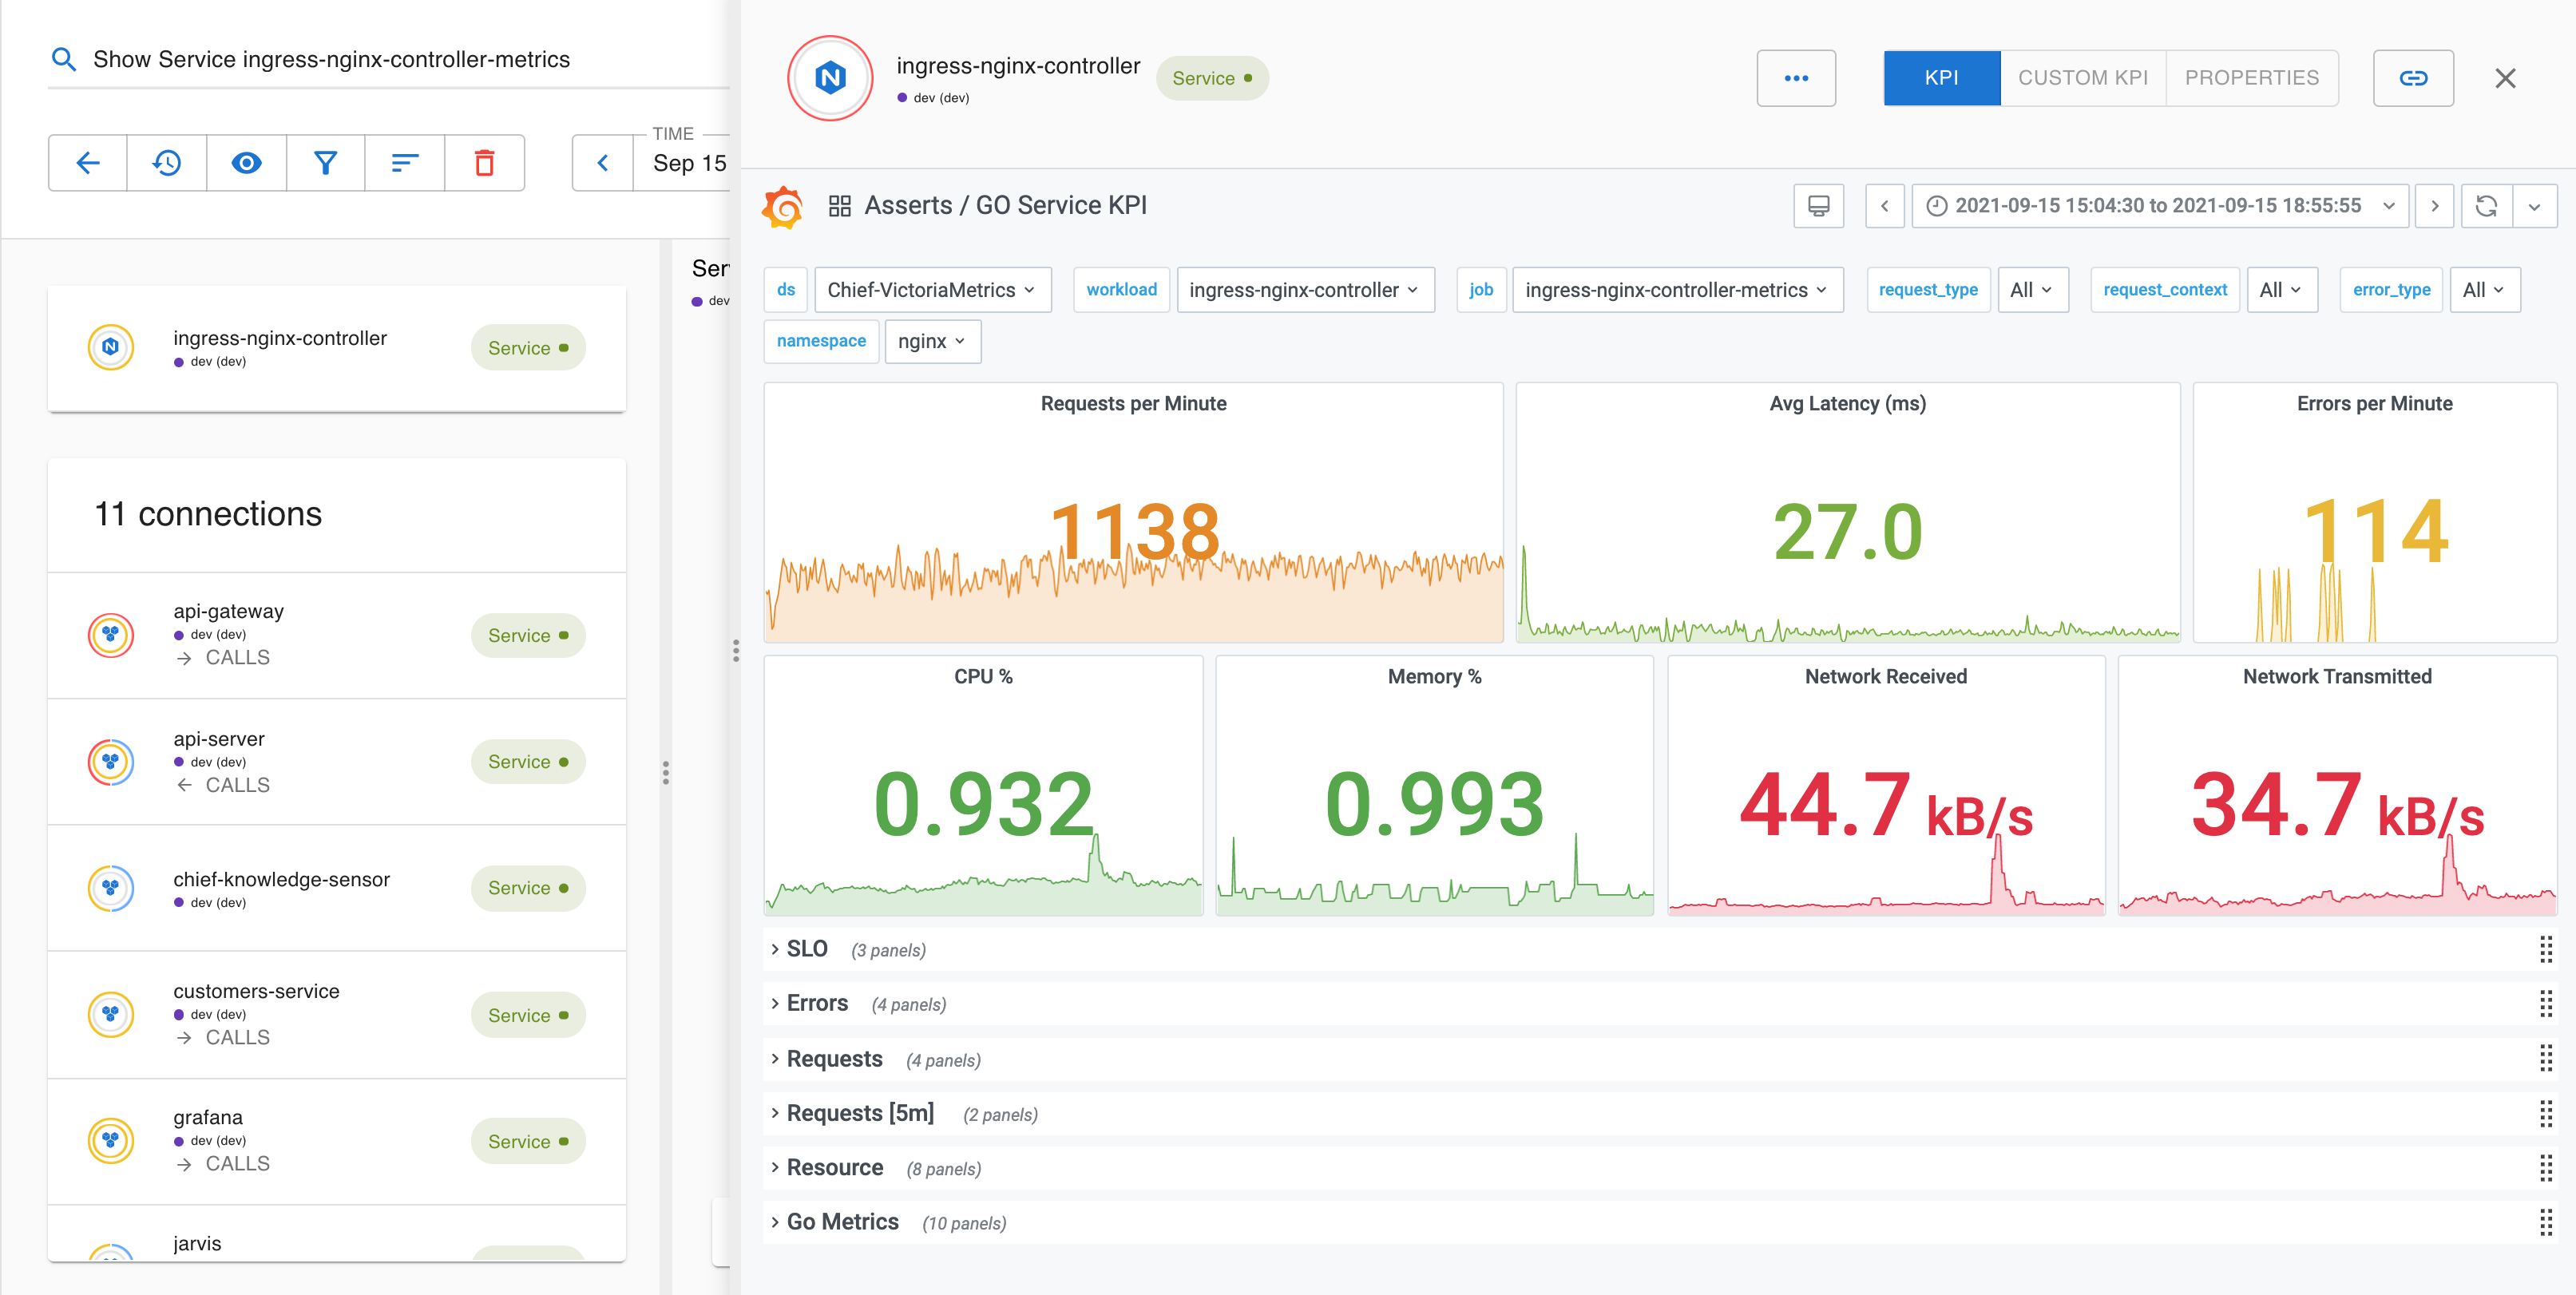 Show Service ingress-nginx-controller-metrics
TIME
Sep 15
ingress-nginx-controller
dev (dev)
Service
11 connections
api-gateway
dev (dev)
→ CALLS
Service
api-server
dev (dev)
← CALLS
Service
chief-knowledge-sensor
dev (dev)
Service
customers-service
dev (dev)
→ CALLS
Service
grafana
dev (dev)
→ CALLS
Service
jarvis
Ser
dev
N
ingress-nginx-controller
Service
dev (dev)
KPI
CUSTOM KPI
PROPERTIES
Asserts / GO Service KPI
2021-09-15 15:04:30 to 2021-09-15 18:55:55
ds Chief-VictoriaMetrics workload ingress-nginx-controller job ingress-nginx-controller-metrics request_type All request_context All error_type All
namespace nginx
Requests per Minute
1138
Avg Latency (ms)
27.0
Errors per Minute
114
CPU %
0.932
Memory %
0.993
Network Received
44.7 kB/s
Network Transmitted
34.7 kB/s
SLO (3 panels)
Errors (4 panels)
Requests (4 panels)
Requests [5m] (2 panels)
Resource (8 panels)
Go Metrics (10 panels)